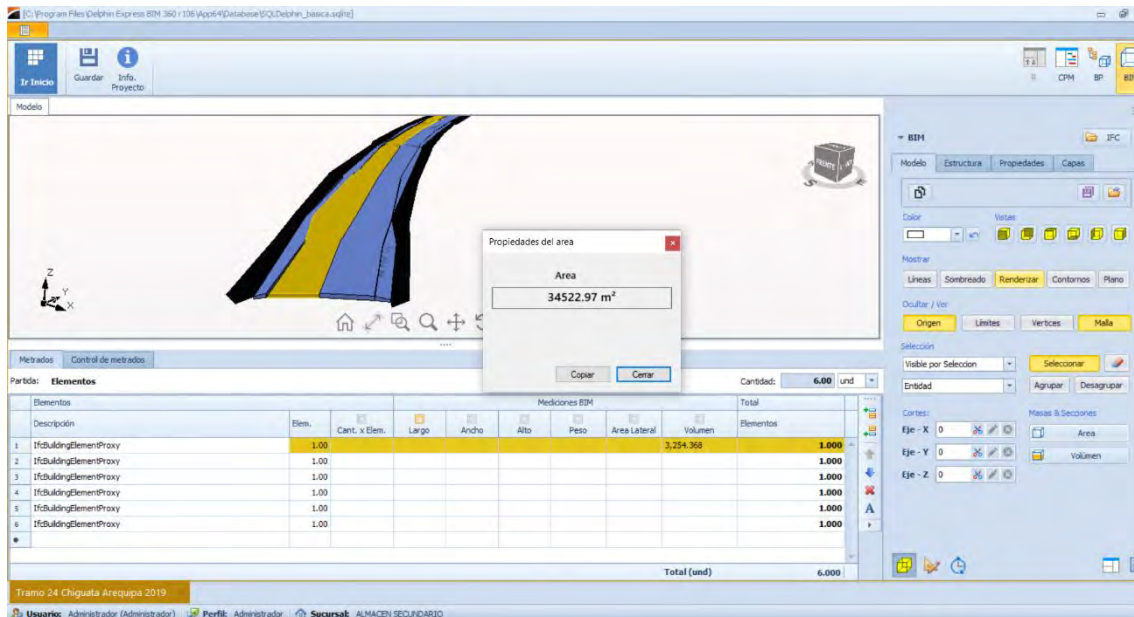 [C:\Program Files\Delphin Express BIM 360 r106\App64\Database\SQLDelphin_basica.sqlite]
Ir Inicio
Guardar
Info. Proyecto
CPM
BP
Modelo
FRENTE
S
E
Z
Y
X
Propiedades del area
Area
34522.97 m²
Copiar
Cerrar
BIM
IFC
Modelo Estructura Propiedades Capas
Color Vistas
Mostrar
Líneas Sombreado Renderizar Contornos Plano
Ocultar / Ver
Origen Límites Vertices Malla
Selección
Visible por Seleccion Seleccionar
Entidad Agrupar Desagrupar
Cortes: Masas & Secciones
Eje - X 0 Area
Eje - Y 0 Volúmen
Eje - Z 0
Metrados Control de metrados
Partida: Elementos Cantidad: 6.00 und
Elementos Mediciones BIM Total
Descripción Elem. Cant. x Elem. Largo Ancho Alto Peso Area Lateral Volumen Elementos
1 IfcBuildingElementProxy 1.00 3,254.368 1.000
2 IfcBuildingElementProxy 1.00 1.000
3 IfcBuildingElementProxy 1.00 1.000
4 IfcBuildingElementProxy 1.00 1.000
5 IfcBuildingElementProxy 1.00 1.000
6 IfcBuildingElementProxy 1.00 1.000
A
Total (und) 6.000
Tramo 24 Chiguata Arequipa 2019
Usuario: Administrador (Administrador) Perfil: Administrador Sucursal: ALMACEN SECUNDARIO